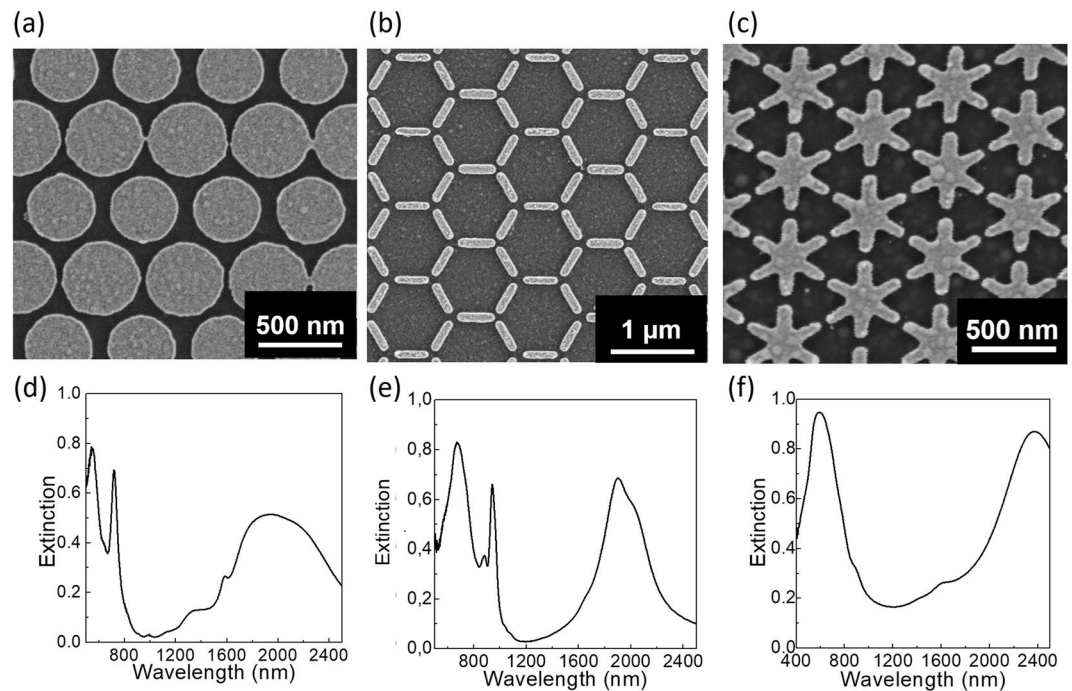 (a) (b) (c)
500 nm 1 µm 500 nm
(d) (e) (f)
1.0 1,0 1.0
0.8 0,8 0.8
0.6 0,6 0.6
0.4 0,4 0.4
0.2 0,2 0.2
0.0 0,0 0.0
Extinction Extinction Extinction
800 1600 2400 800 1200 1600 2000 2400 400 800 1200 1600 2000 2400
Wavelength (nm) Wavelength (nm) Wavelength (nm)